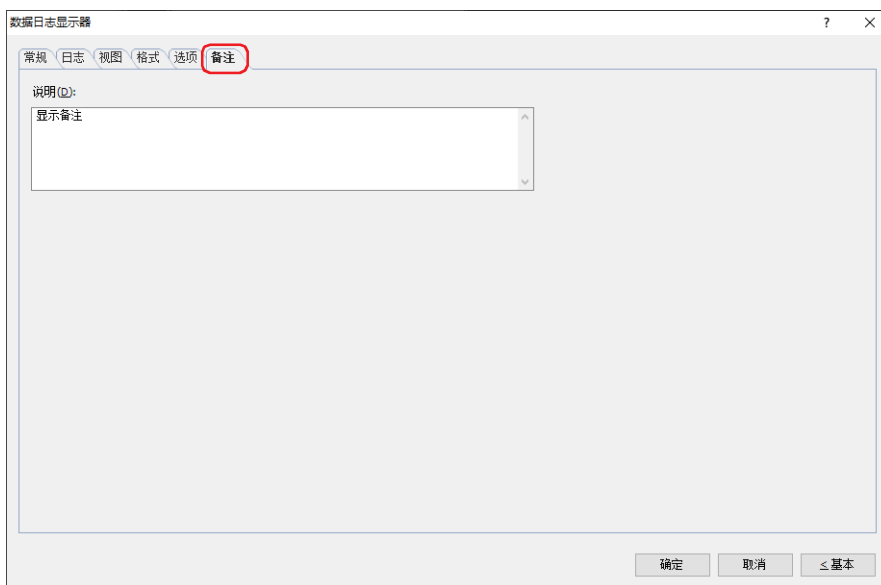 数据日志显示器
常规 日志 视图 格式 选项 备注
说明(D):
显示备注
确定 取消 ≤基本